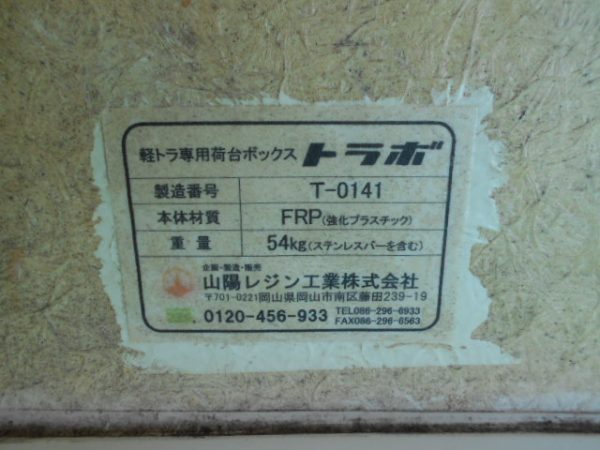 軽トラ専用荷台ボックス トラボ
製造番号 T-0141
本体材質 FRP(強化プラスチック)
重量 54kg(ステンレスバーを含む)
企画・製造・販売
山陽レジン工業株式会社
〒701-0221岡山県岡山市南区藤田239-19
0120-456-933 TEL086-296-6933
FAX086-296-6563